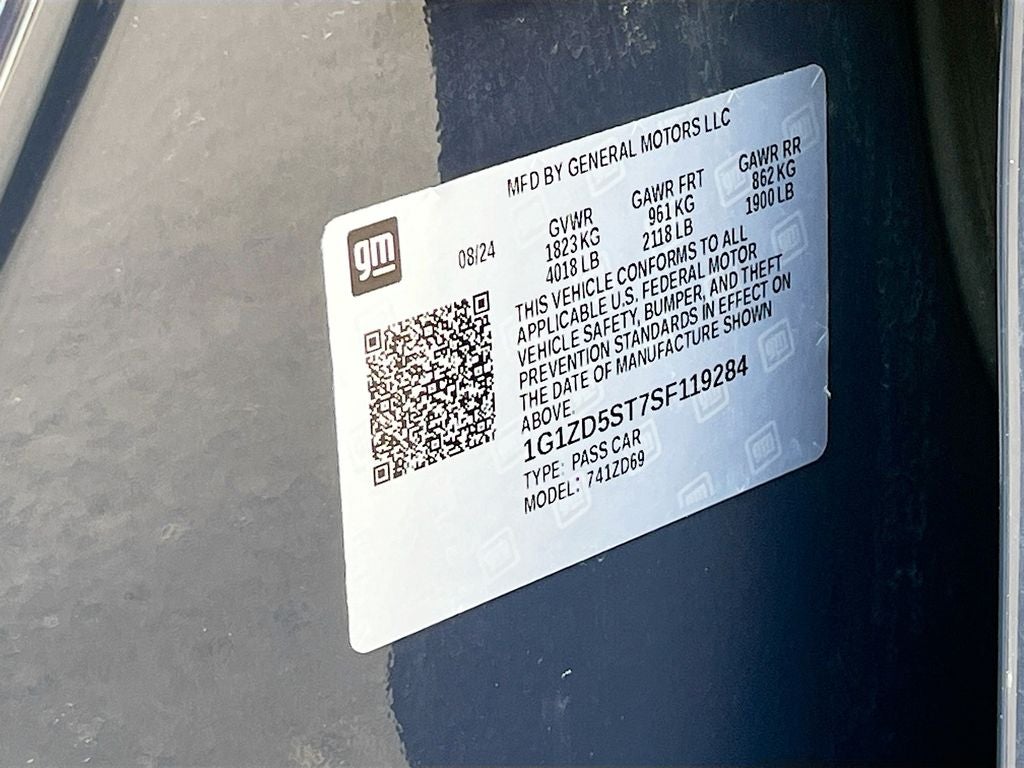 MFD BY GENERAL MOTORS LLC
gm
08/24
GVWR GAWR FRT GAWR RR
1823 KG 961 KG 862 KG
4018 LB 2118 LB 1900 LB
THIS VEHICLE CONFORMS TO ALL
APPLICABLE U.S. FEDERAL MOTOR
VEHICLE SAFETY, BUMPER, AND THEFT
PREVENTION STANDARDS IN EFFECT ON
THE DATE OF MANUFACTURE SHOWN
ABOVE.
1G1ZD5ST7SF119284
TYPE: PASS CAR
MODEL: 741ZD69